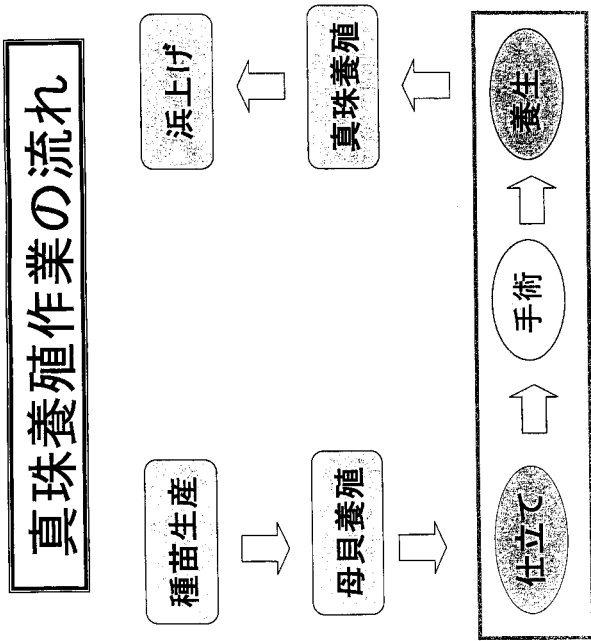 真珠養殖作業の流れ
種苗生産
母貝養殖
仕立て
手術
養生
真珠養殖
浜上げ